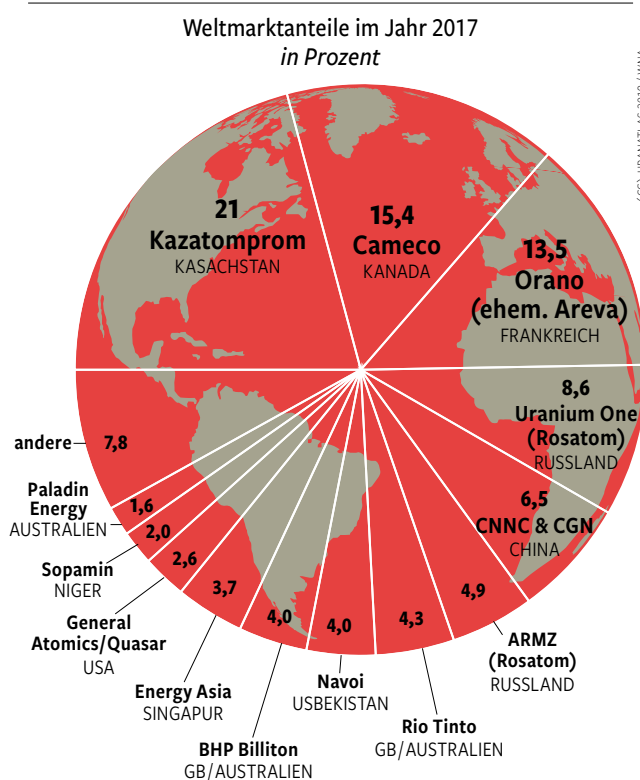 Weltmarktanteile im Jahr 2017
in Prozent
21
Kazatomprom
KASACHSTAN
15,4
Cameco
KANADA
13,5
Orano
(ehem. Areva)
FRANKREICH
8,6
Uranium One
(Rosatom)
RUSSLAND
6,5
CNNC & CGN
CHINA
4,9
ARMZ
(Rosatom)
RUSSLAND
4,3
Rio Tinto
GB/AUSTRALIEN
4,0
Navoi
USBEKISTAN
4,0
BHP Billiton
GB/AUSTRALIEN
3,7
Energy Asia
SINGAPUR
2,6
General
Atomics/Quasar
USA
2,0
Sopamin
NIGER
1,6
Paladin
Energy
AUSTRALIEN
andere
7,8